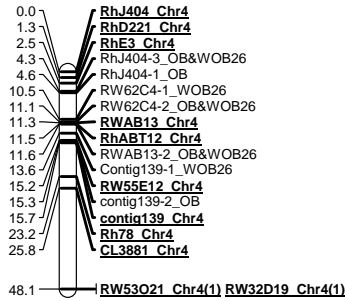 0.0 RhJ404_Chr4
1.3 RhD221_Chr4
2.5 RhE3_Chr4
4.3 RhJ404-3_OB&WOB26
4.6 RhJ404-1_OB
10.5 RW62C4-1_WOB26
11.1 RW62C4-2_OB&WOB26
11.3 RWAB13_Chr4
11.5 RhABT12_Chr4
11.6 RWAB13-2_OB&WOB26
13.6 Contig139-1_WOB26
15.2 RW55E12_Chr4
15.3 contig139-2_OB
15.7 contig139_Chr4
23.2 Rh78_Chr4
25.8 CL3881_Chr4
48.1 RW53O21_Chr4(1) RW32D19_Chr4(1)